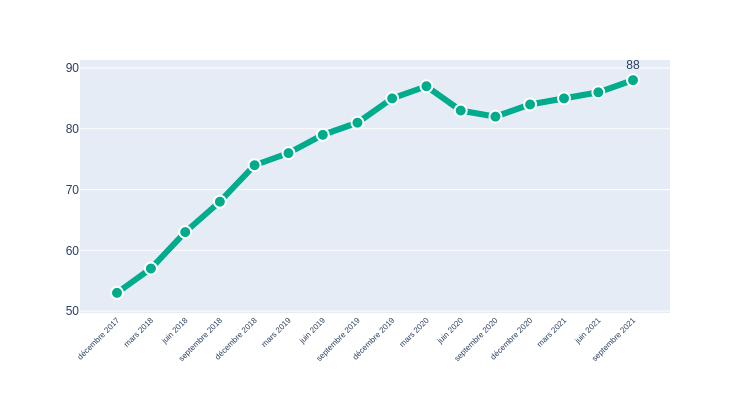 88
90
80
70
60
50
décembre 2017
mars 2018
juin 2018
septembre 2018
décembre 2018
mars 2019
juin 2019
septembre 2019
décembre 2019
mars 2020
juin 2020
septembre 2020
décembre 2020
mars 2021
juin 2021
septembre 2021